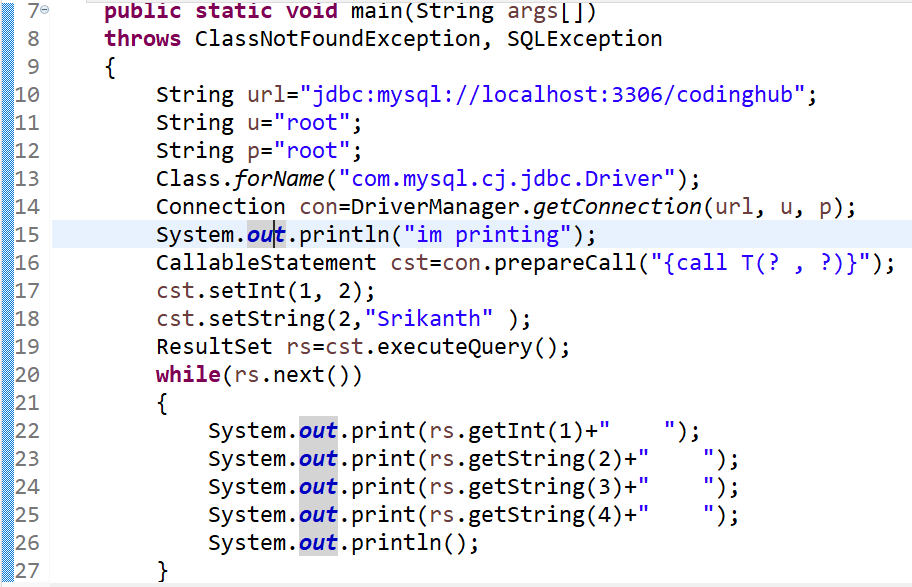 7 public static void main(String args[])
8 throws ClassNotFoundException, SQLException
9 {
10 String url="jdbc:mysql://localhost:3306/codinghub";
11 String u="root";
12 String p="root";
13 Class.forName("com.mysql.cj.jdbc.Driver");
14 Connection con=DriverManager.getConnection(url, u, p);
15 System.out.println("im printing");
16 CallableStatement cst=con.prepareCall("{call T(? , ?)}");
17 cst.setInt(1, 2);
18 cst.setString(2,"Srikanth" );
19 ResultSet rs=cst.executeQuery();
20 while(rs.next())
21 {
22 System.out.print(rs.getInt(1)+"    ");
23 System.out.print(rs.getString(2)+"    ");
24 System.out.print(rs.getString(3)+"    ");
25 System.out.print(rs.getString(4)+"    ");
26 System.out.println();
27 }